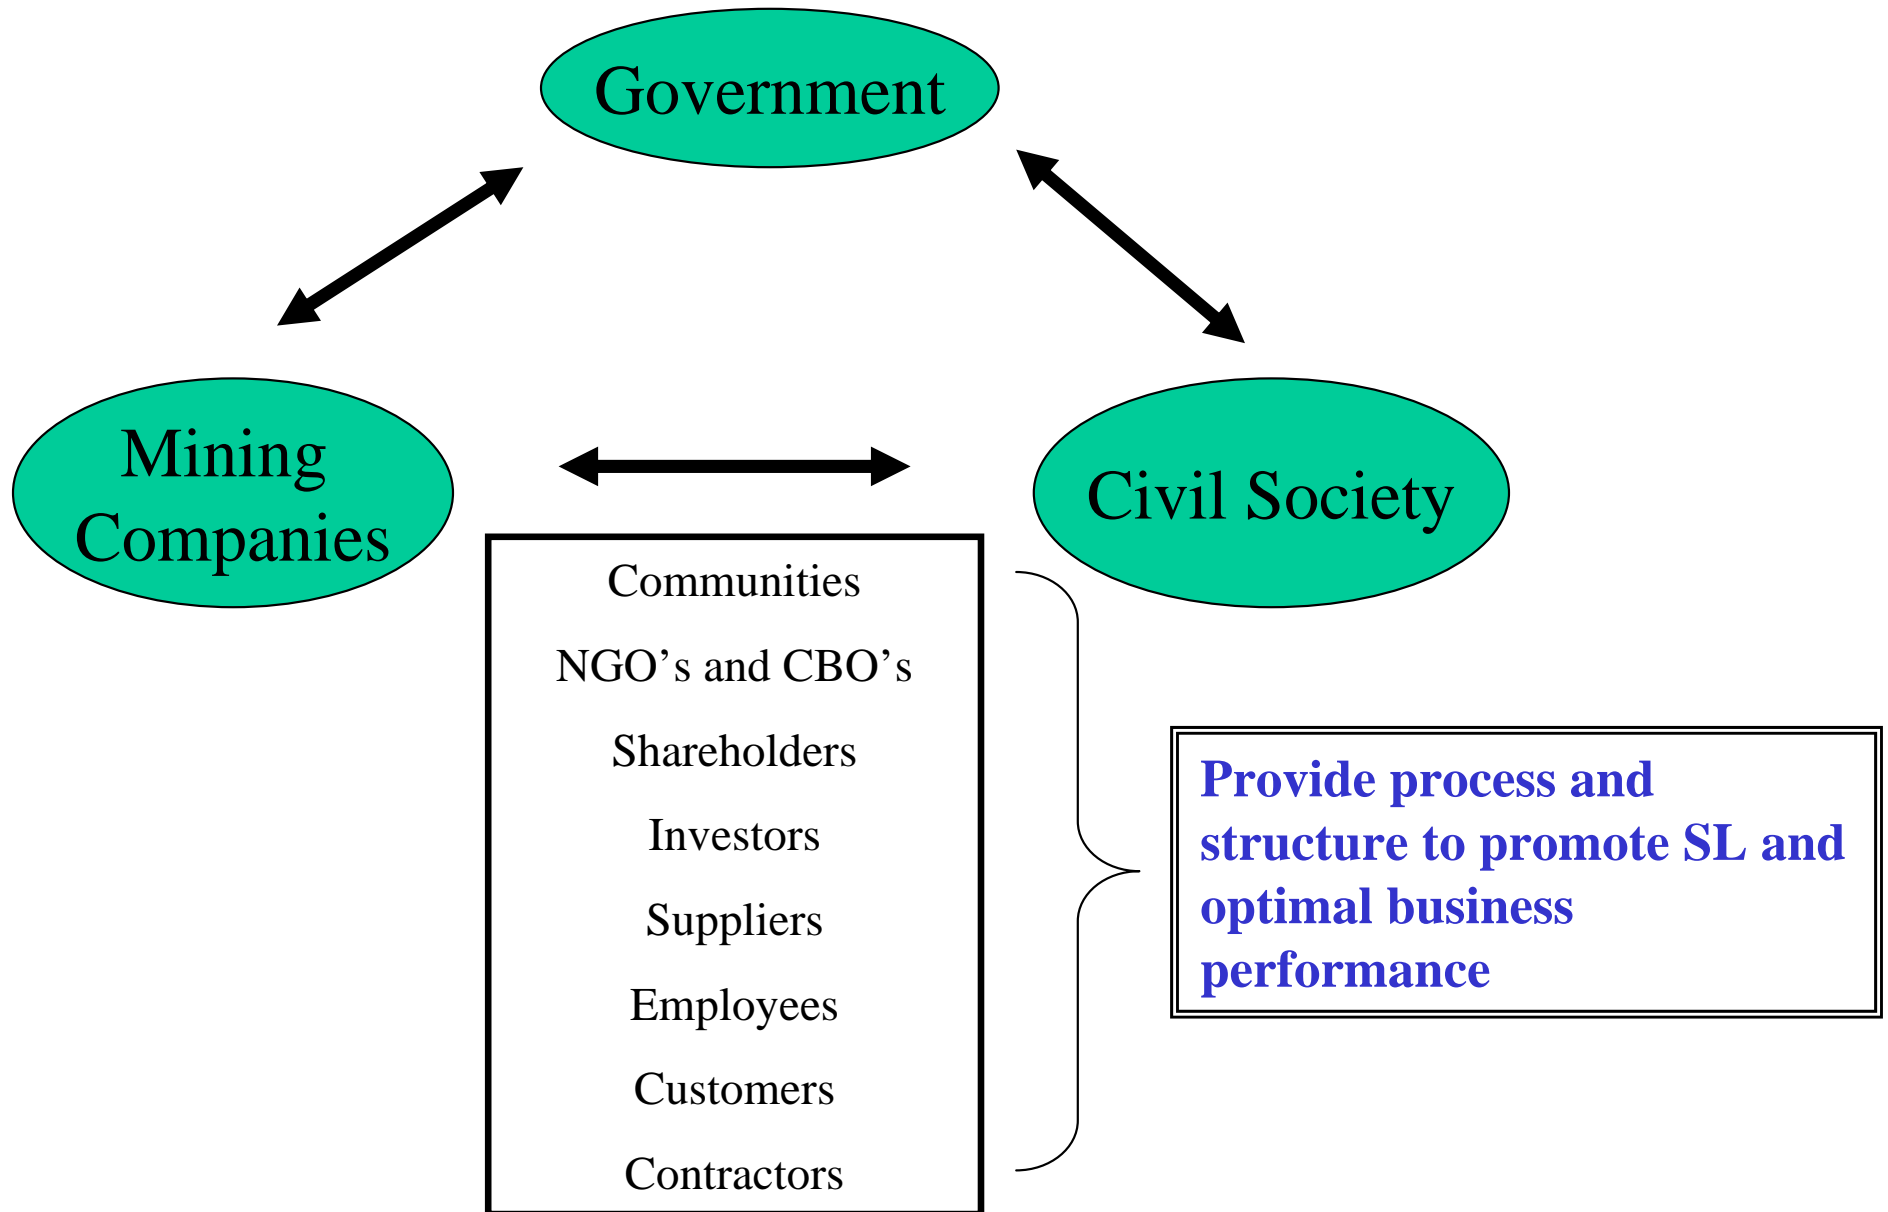 Government
Mining
Companies
Civil Society
Communities
NGO’s and CBO’s
Shareholders
Investors
Suppliers
Employees
Customers
Contractors
Provide process and
structure to promote SL and
optimal business
performance